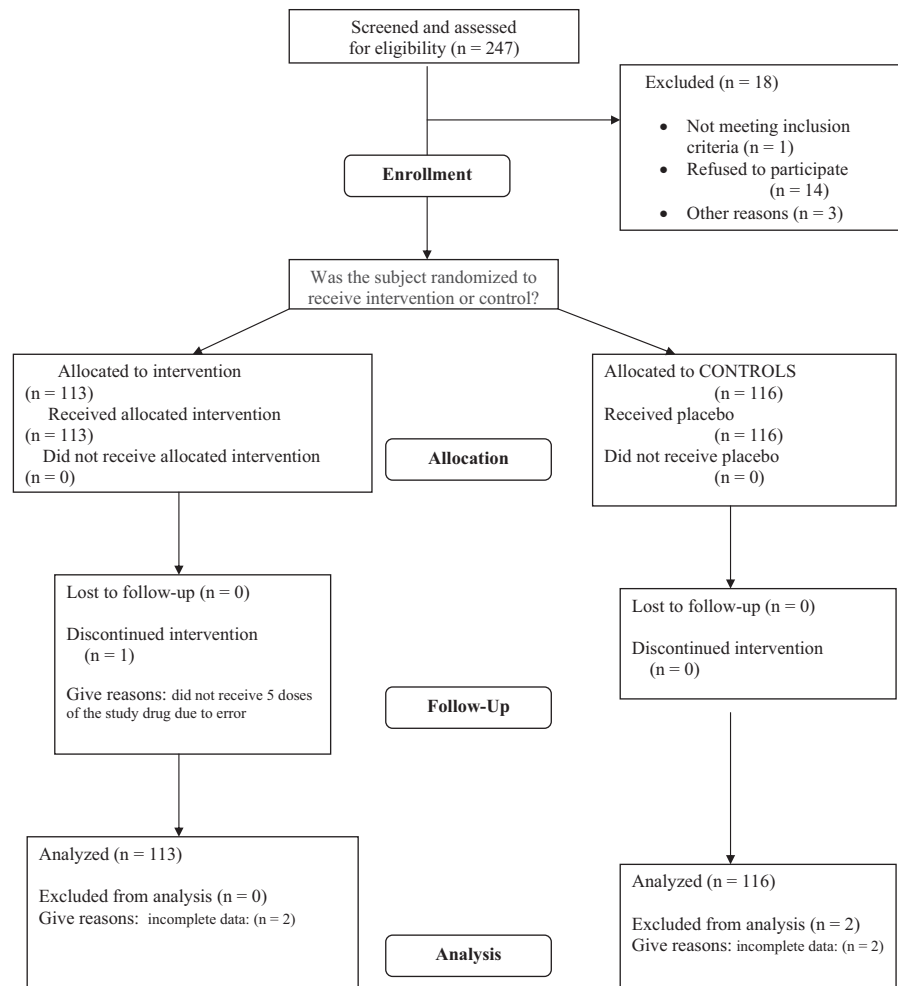 Screened and assessed
for eligibility (n = 247)
Excluded (n = 18)
• Not meeting inclusion
criteria (n = 1)
• Refused to participate
(n = 14)
• Other reasons (n = 3)
Enrollment
Was the subject randomized to
receive intervention or control?
Allocated to intervention
(n = 113)
Received allocated intervention
(n = 113)
Did not receive allocated intervention
(n = 0)
Allocated to CONTROLS
(n = 116)
Received placebo
(n = 116)
Did not receive placebo
(n = 0)
Allocation
Lost to follow-up (n = 0)
Discontinued intervention
(n = 1)
Give reasons: did not receive 5 doses
of the study drug due to error
Lost to follow-up (n = 0)
Discontinued intervention
(n = 0)
Follow-Up
Analyzed (n = 113)
Excluded from analysis (n = 0)
Give reasons: incomplete data: (n = 2)
Analyzed (n = 116)
Excluded from analysis (n = 2)
Give reasons: incomplete data: (n = 2)
Analysis